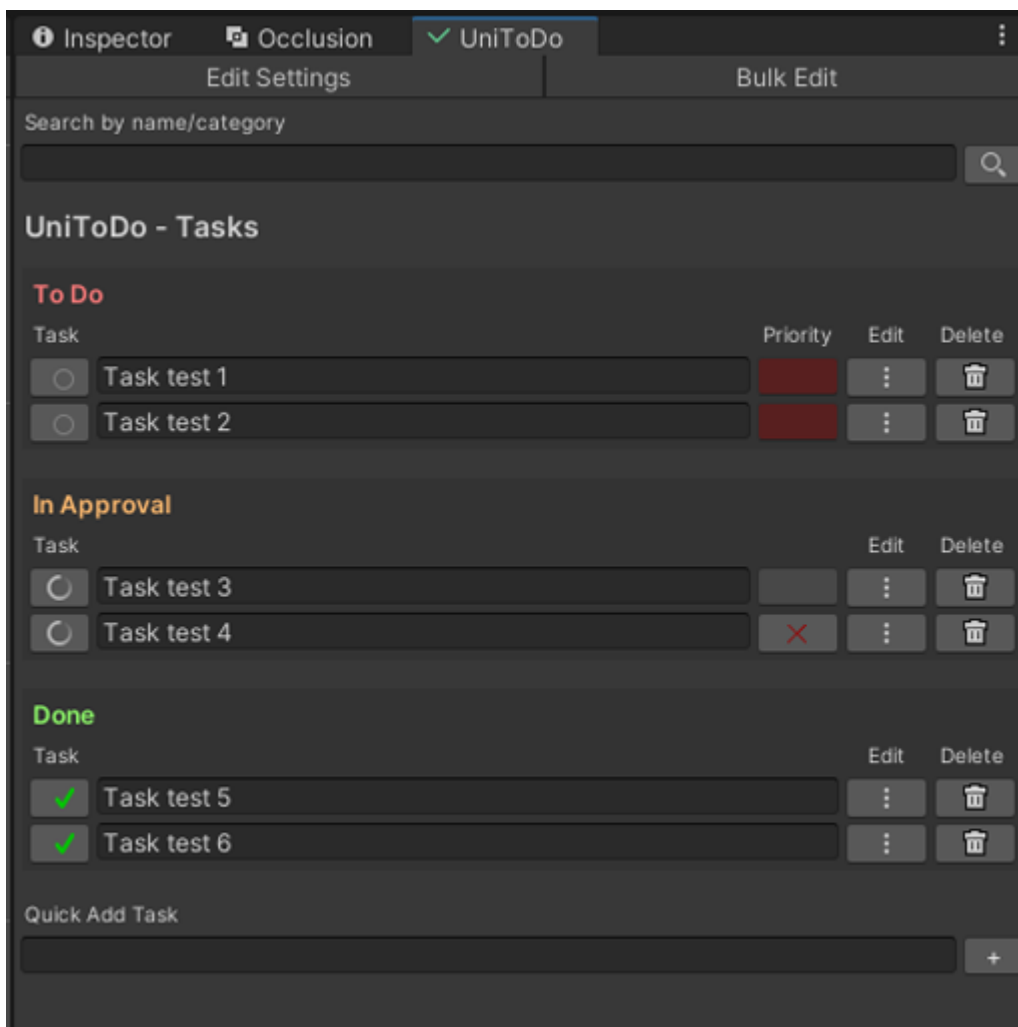 Inspector Occlusion UniToDo
Edit Settings Bulk Edit
Search by name/category
UniToDo - Tasks
To Do
Task Priority Edit Delete
Task test 1
Task test 2
In Approval
Task Edit Delete
Task test 3
Task test 4
Done
Task Edit Delete
Task test 5
Task test 6
Quick Add Task
+